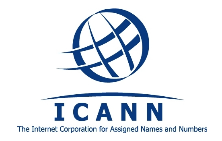 ICANN
The Internet Corporation for Assigned Names and Numbers